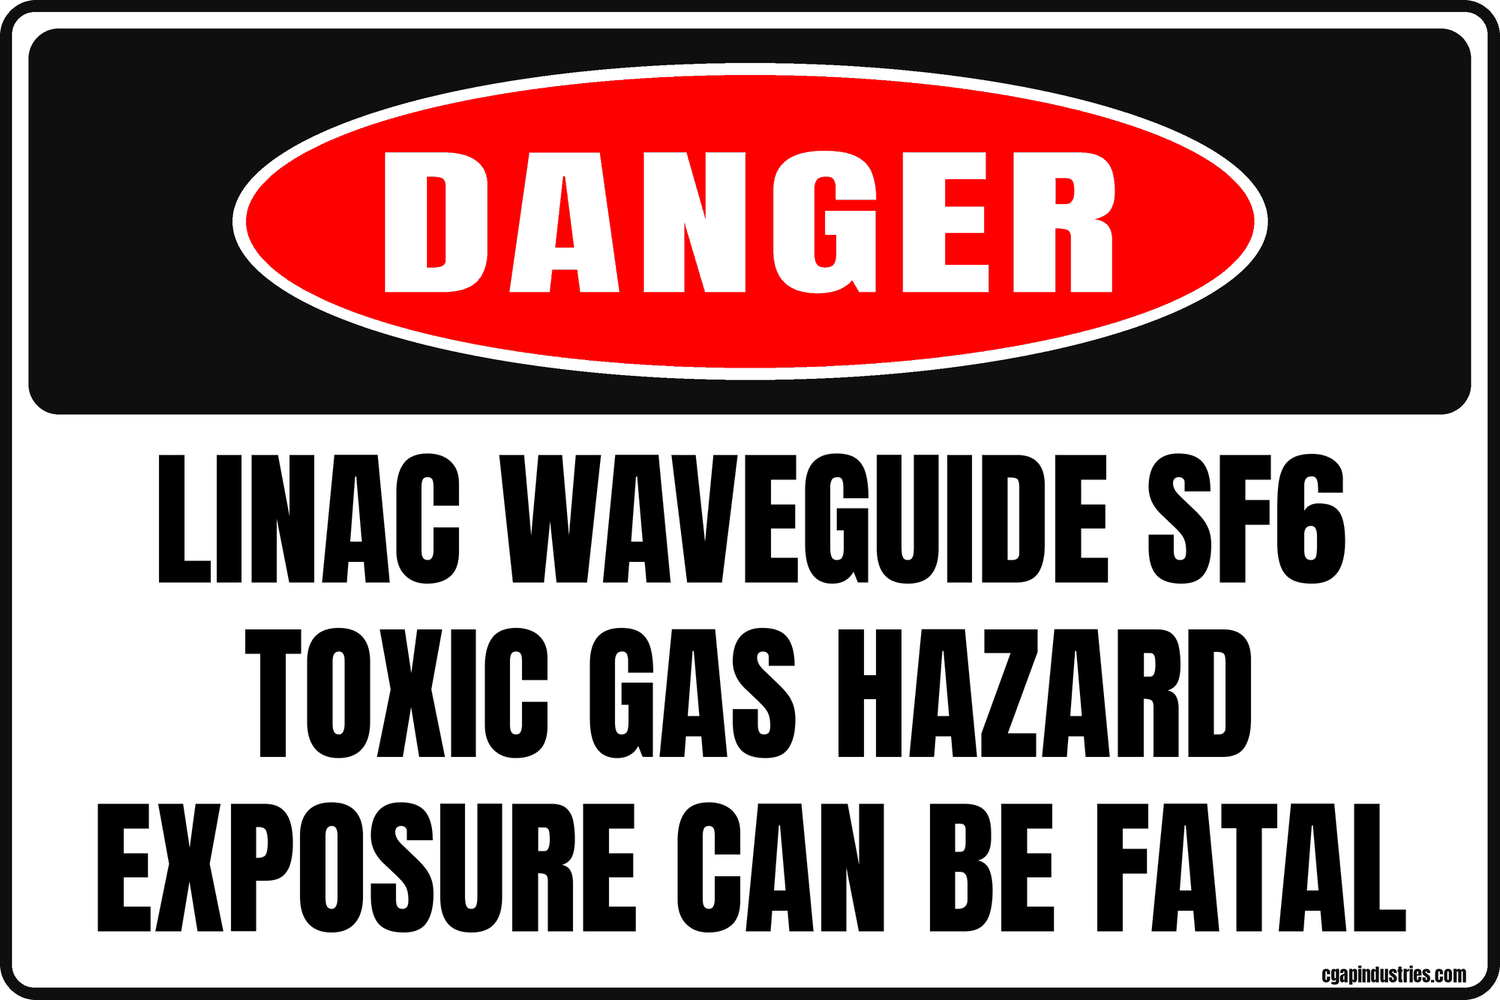 DANGER
LINAC WAVEGUIDE SF6
TOXIC GAS HAZARD
EXPOSURE CAN BE FATAL
cgapindustries.com